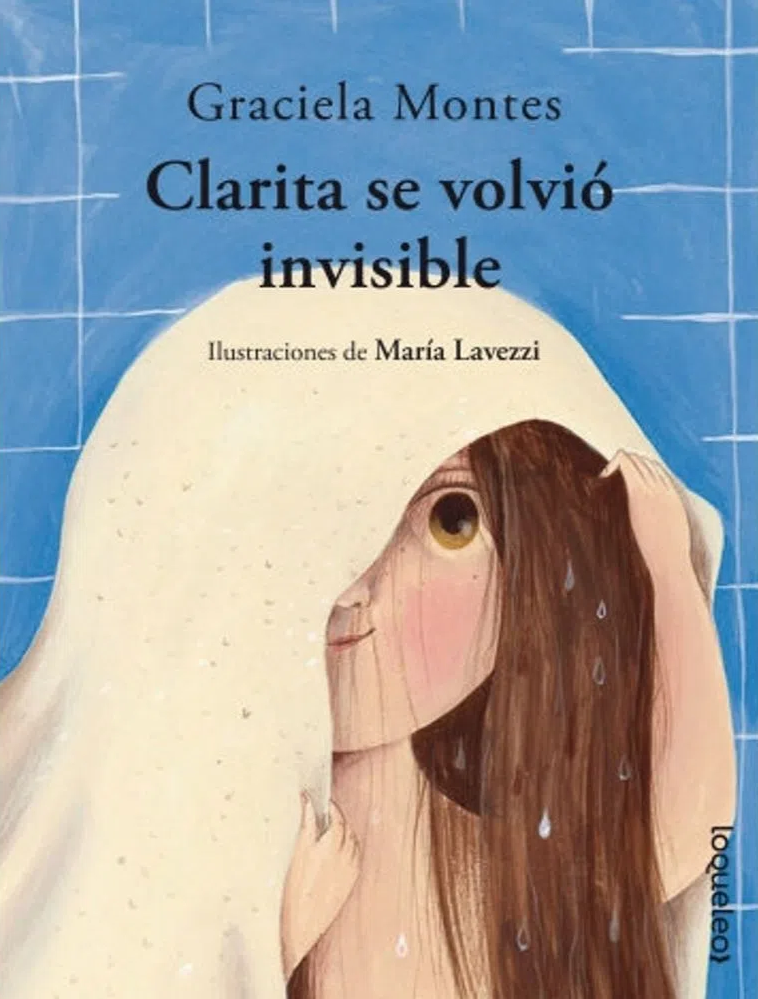 Graciela Montes
Clarita se volvió
invisible
Ilustraciones de María Lavezzi
loqueleo